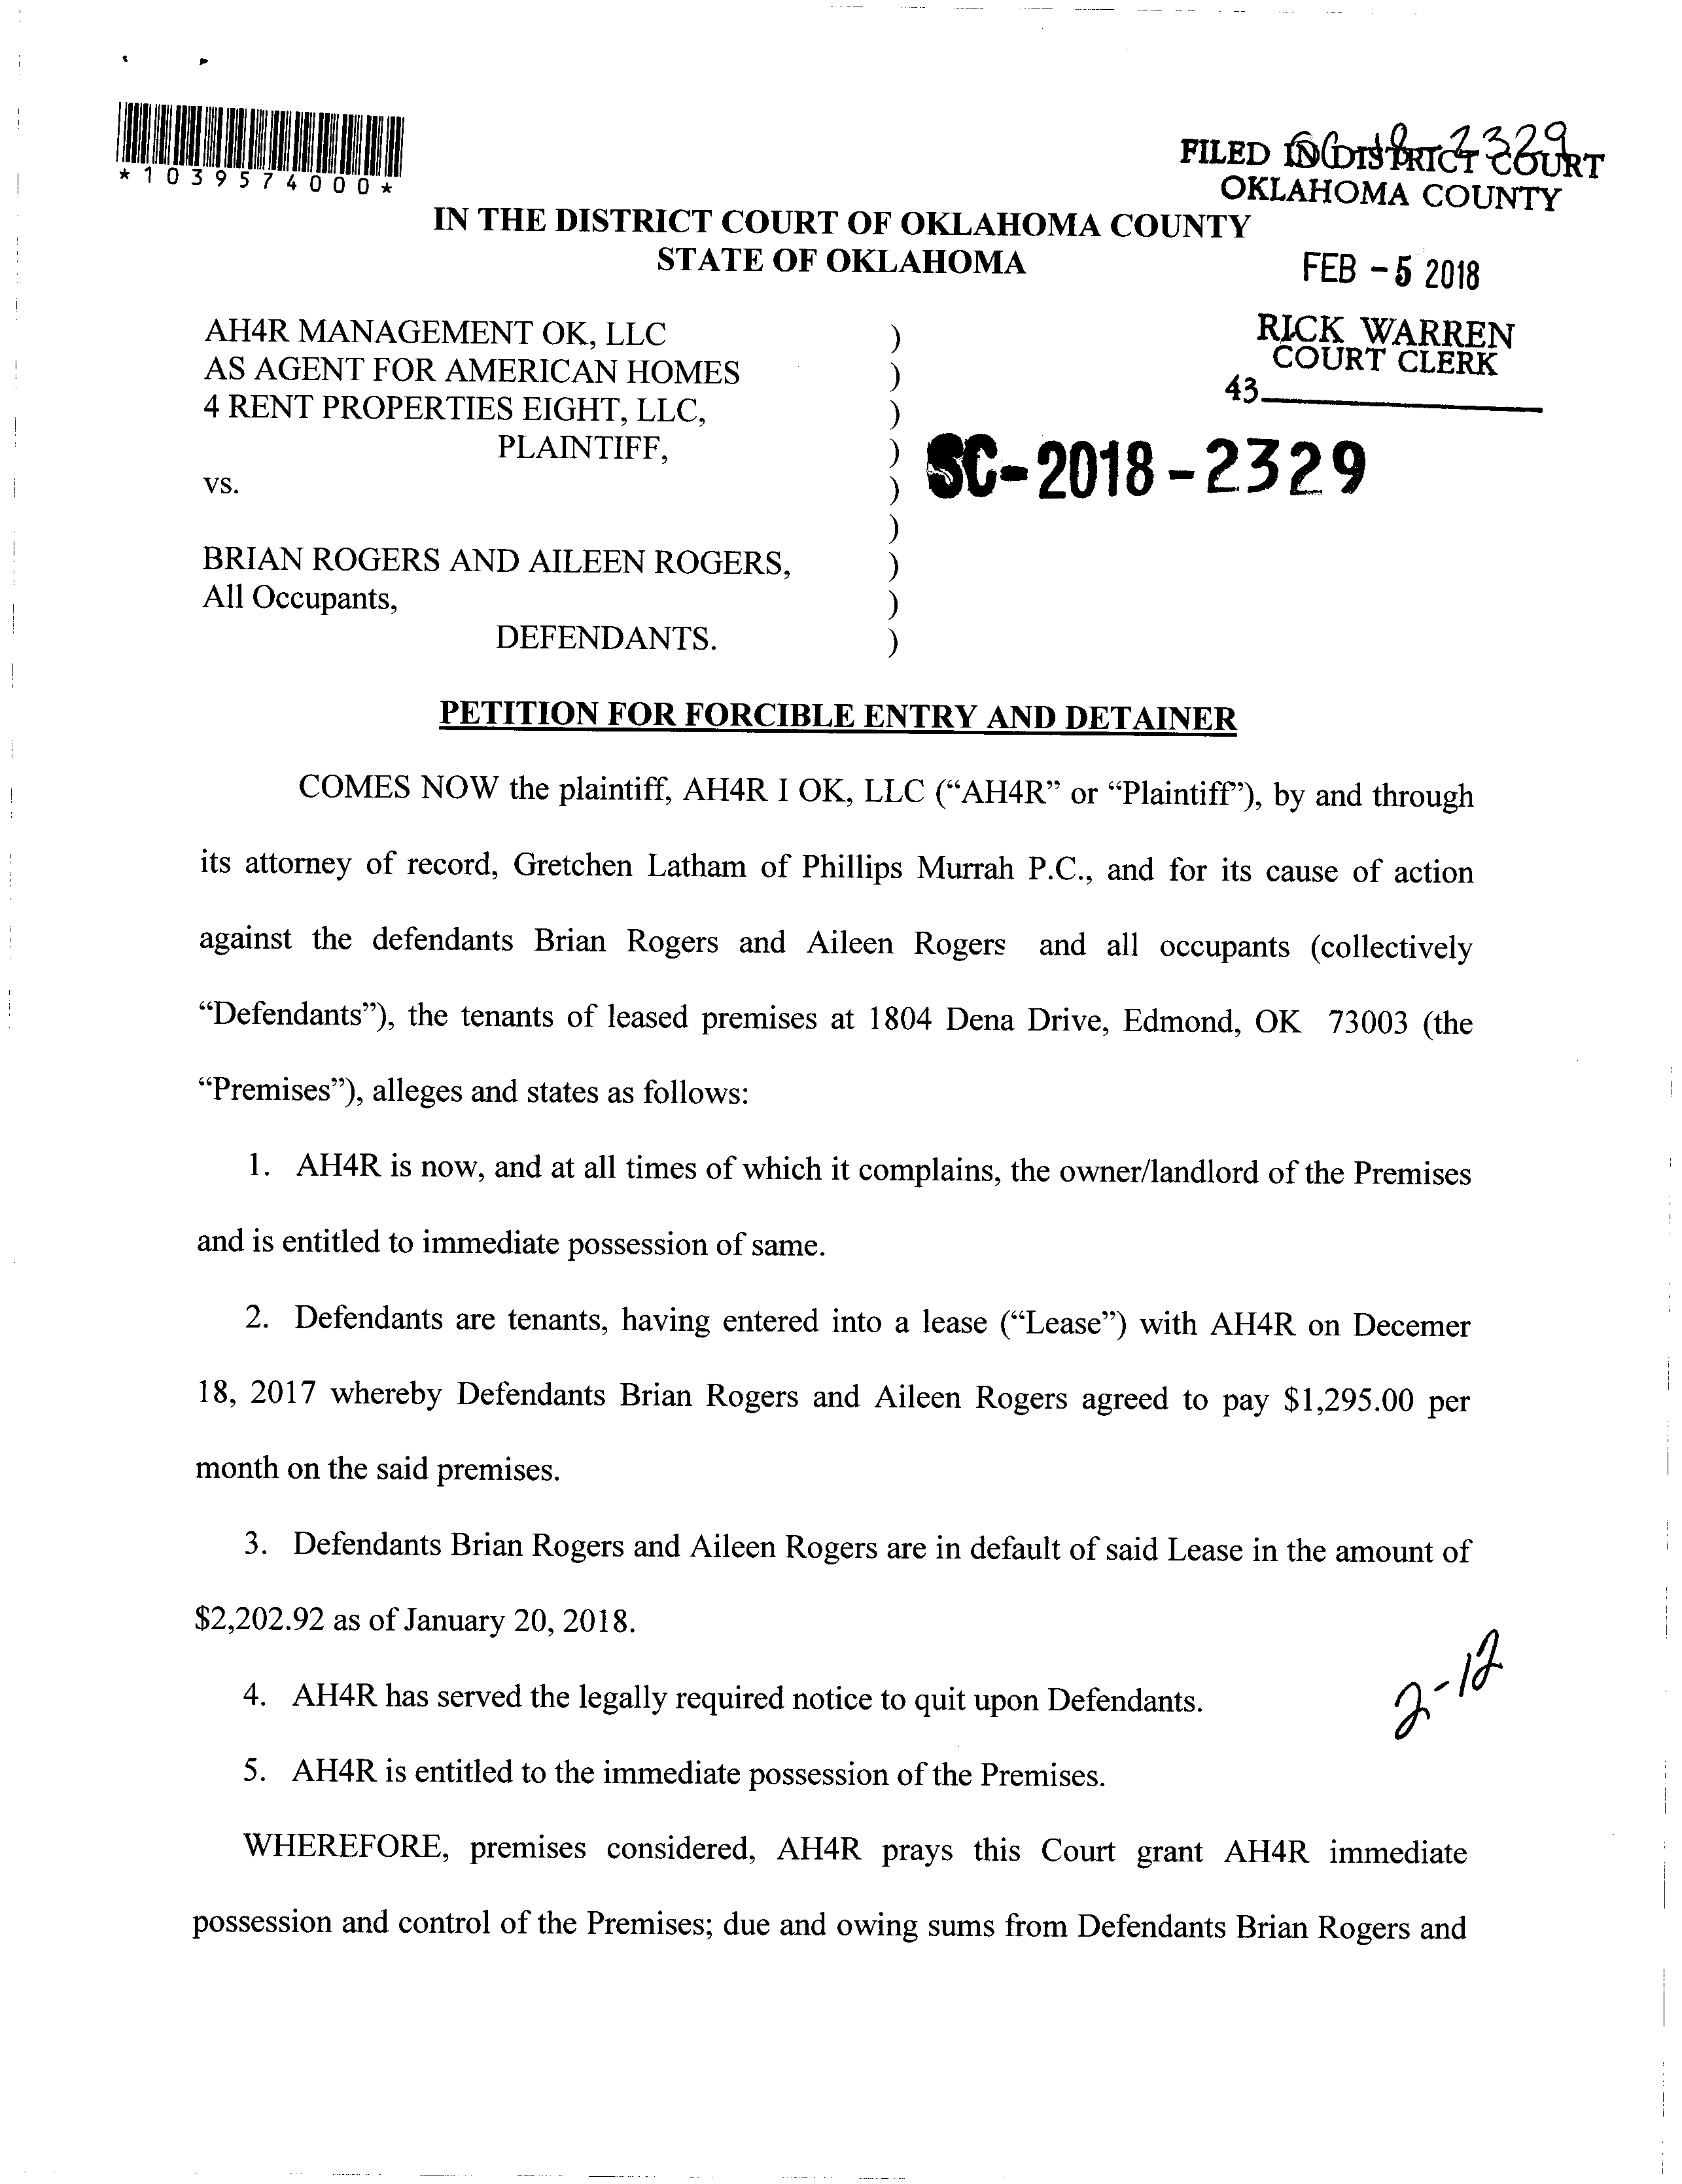 *1039574000*
SC18-2329
FILED IN DISTRICT COURT
OKLAHOMA COUNTY
IN THE DISTRICT COURT OF OKLAHOMA COUNTY
STATE OF OKLAHOMA
FEB - 5 2018
RICK WARREN
COURT CLERK
43
AH4R MANAGEMENT OK, LLC )
AS AGENT FOR AMERICAN HOMES )
4 RENT PROPERTIES EIGHT, LLC, )
PLAINTIFF, )
SC-2018-2329
vs. )
)
BRIAN ROGERS AND AILEEN ROGERS, )
All Occupants, )
DEFENDANTS. )
PETITION FOR FORCIBLE ENTRY AND DETAINER
COMES NOW the plaintiff, AH4R I OK, LLC (“AH4R” or “Plaintiff”), by and through
its attorney of record, Gretchen Latham of Phillips Murrah P.C., and for its cause of action
against the defendants Brian Rogers and Aileen Rogers and all occupants (collectively
“Defendants”), the tenants of leased premises at 1804 Dena Drive, Edmond, OK 73003 (the
“Premises”), alleges and states as follows:
1. AH4R is now, and at all times of which it complains, the owner/landlord of the Premises
and is entitled to immediate possession of same.
2. Defendants are tenants, having entered into a lease (“Lease”) with AH4R on Decemer
18, 2017 whereby Defendants Brian Rogers and Aileen Rogers agreed to pay $1,295.00 per
month on the said premises.
3. Defendants Brian Rogers and Aileen Rogers are in default of said Lease in the amount of
$2,202.92 as of January 20, 2018.
4. AH4R has served the legally required notice to quit upon Defendants.
2-12
5. AH4R is entitled to the immediate possession of the Premises.
WHEREFORE, premises considered, AH4R prays this Court grant AH4R immediate
possession and control of the Premises; due and owing sums from Defendants Brian Rogers and